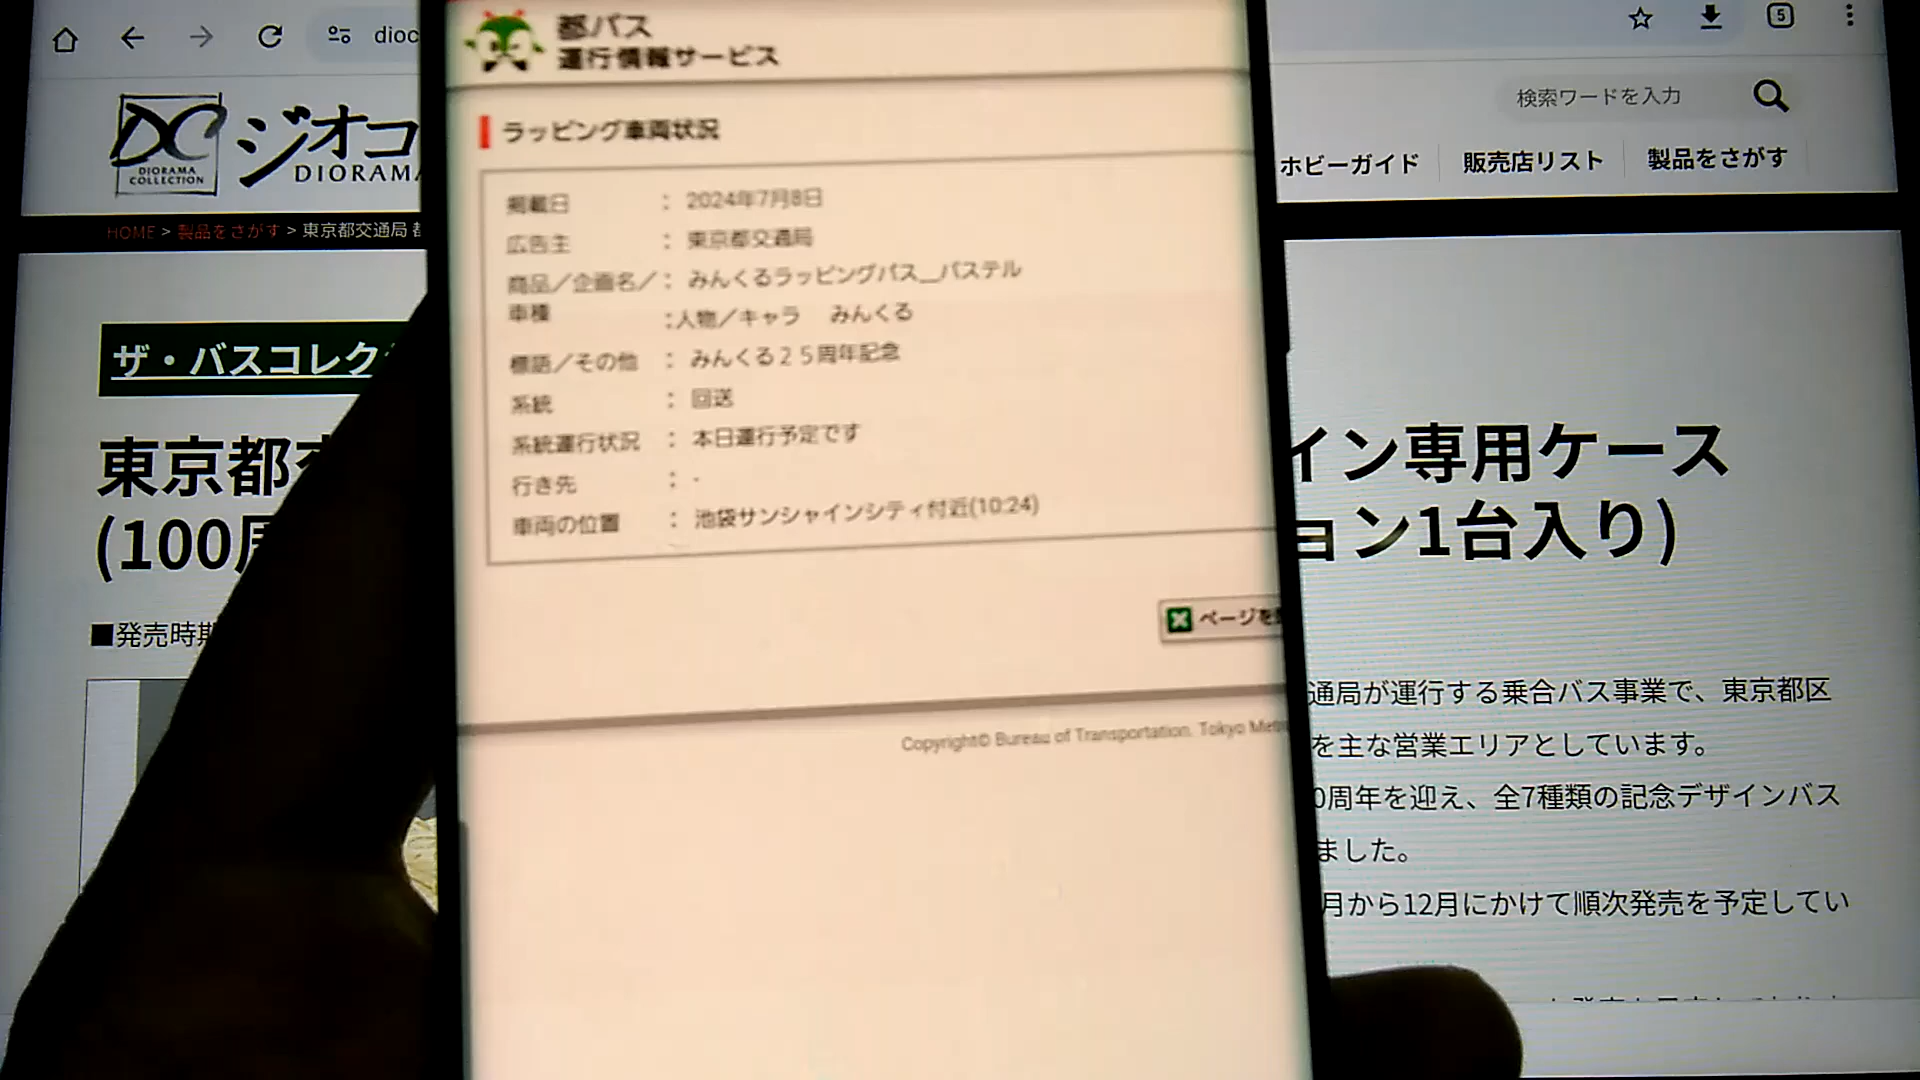 dioc
5
DC
DIORAMA
COLLECTION
ジオコ
DIORAMA
検索ワードを入力
ホビーガイド
販売店リスト
製品をさがす
HOME > 製品をさがす > 東京都交通局 都
ザ・バスコレク
東京都交
(100周
イン専用ケース
ョン1台入り)
■発売時期
通局が運行する乗合バス事業で、東京都区
を主な営業エリアとしています。
0周年を迎え、全7種類の記念デザインバス
ました。
月から12月にかけて順次発売を予定してい
都バス
運行情報サービス
ラッピング車両状況
掲載日 : 2024年7月8日
広告主 : 東京都交通局
商品/企画名/ : みんくるラッピングバス__パステル
車種
:人物/キャラ みんくる
標語/その他 : みんくる25周年記念
系統 : 回送
系統運行状況 : 本日運行予定です
行き先 : -
車両の位置 : 池袋サンシャインシティ付近(10:24)
ページを
Copyright© Bureau of Transportation. Tokyo Met